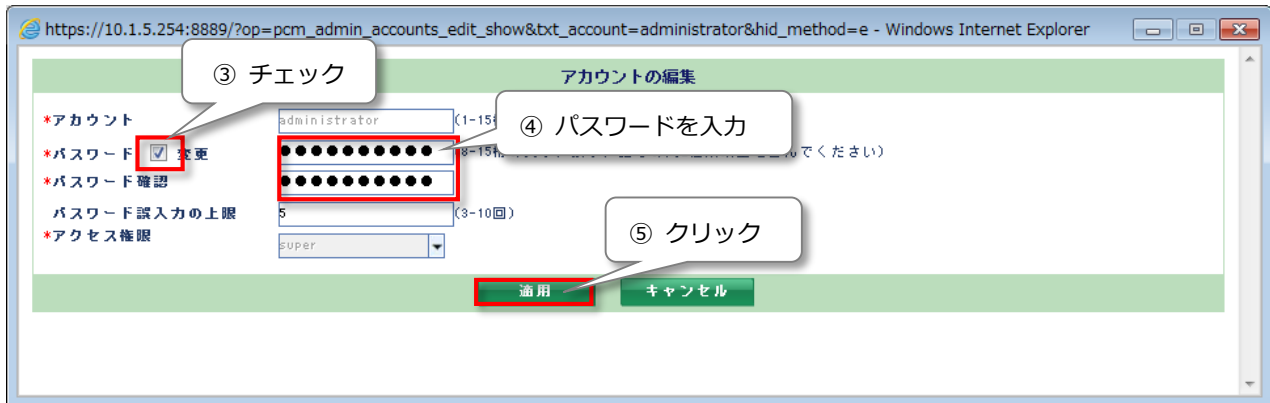 https://10.1.5.254:8889/?op=pcm_admin_accounts_edit_show&txt_account=administrator&hid_method=e - Windows Internet Explorer
③ チェック
アカウントの編集
*アカウント administrator (1-15
④ パスワードを入力
*パスワード 変更 ●●●●●●●●●● (8-15 でください)
*パスワード確認 ●●●●●●●●●●
パスワード誤入力の上限 5 (3-10回)
⑤ クリック
*アクセス権限 super
適用 キャンセル